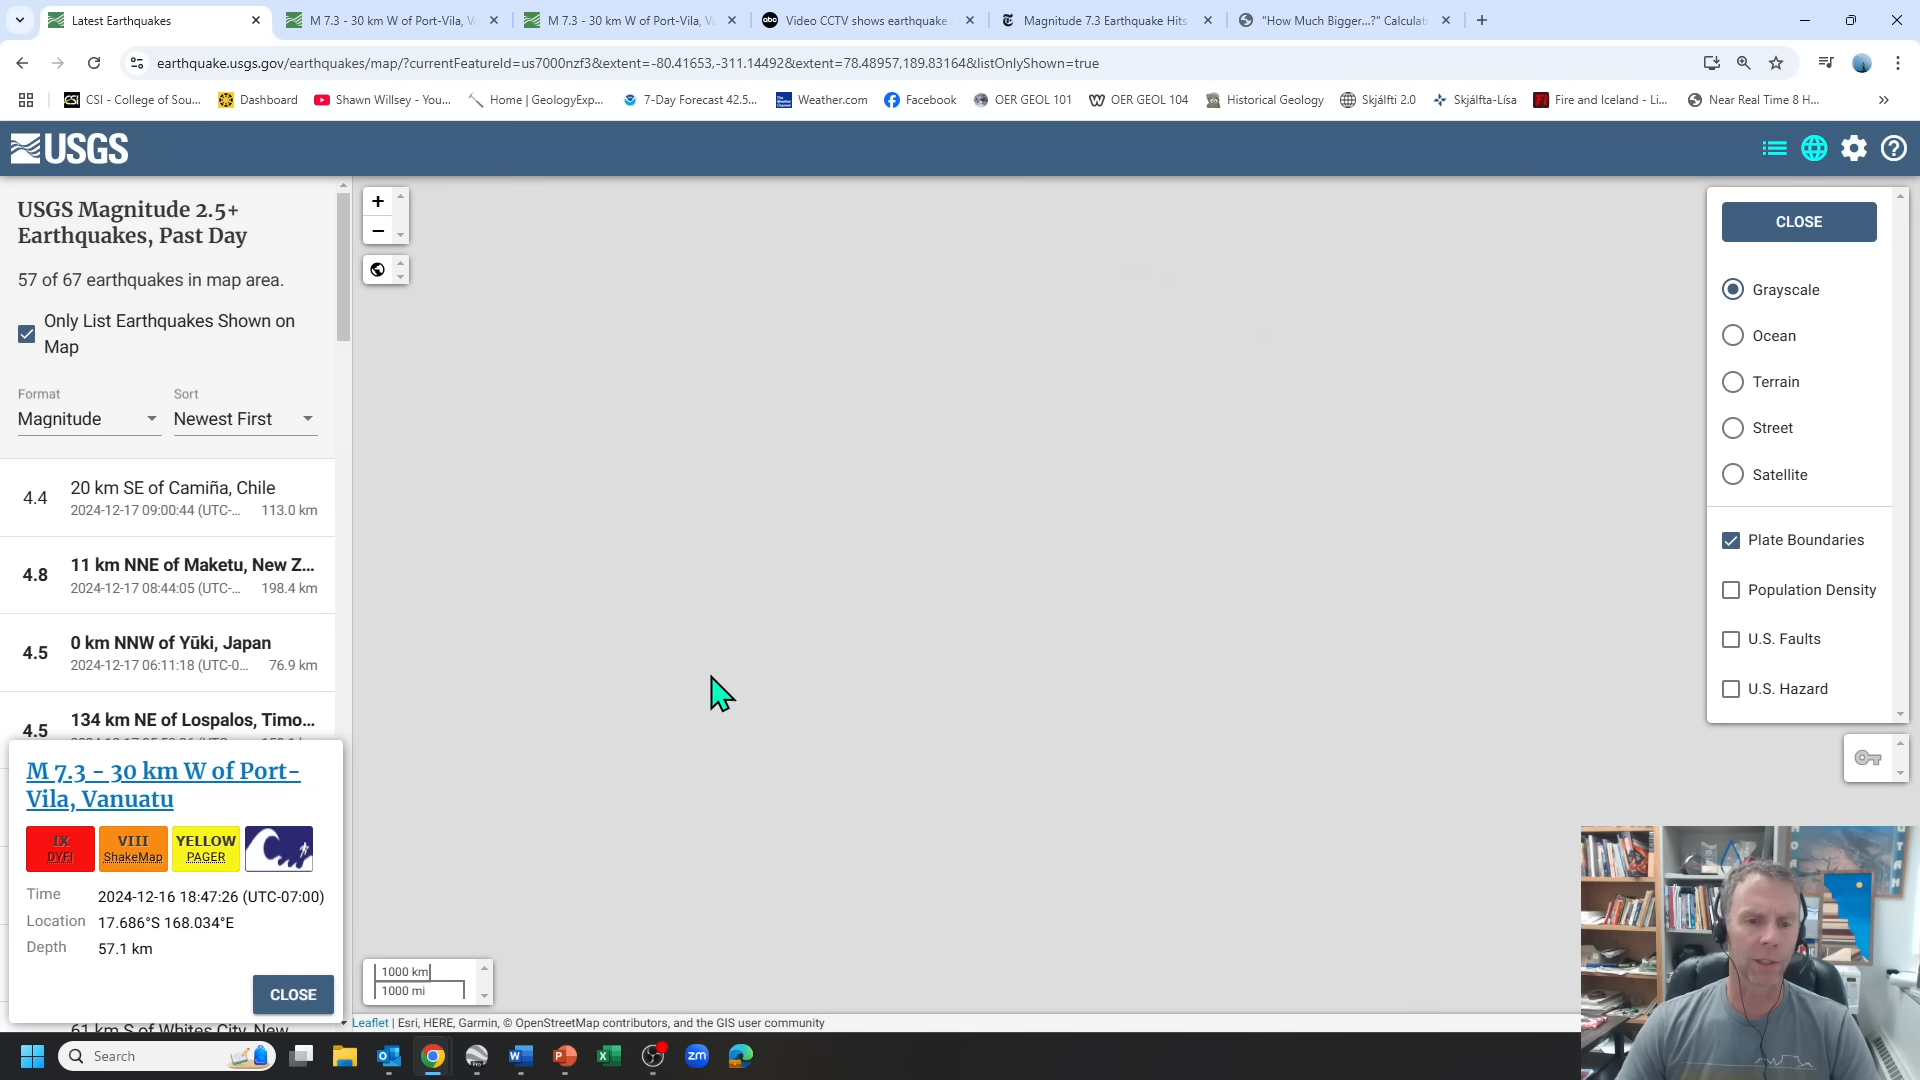 Latest Earthquakes
M 7.3 - 30 km W of Port-Vila, V
M 7.3 - 30 km W of Port-Vila, V
abc Video CCTV shows earthquake
Magnitude 7.3 Earthquake Hits
"How Much Bigger...?" Calculat
earthquake.usgs.gov/earthquakes/map/?currentFeatureId=us7000nzf3&extent=-80.41653,-311.14492&extent=78.48957,189.83164&listOnlyShown=true
CSI - College of Sou...
Dashboard
Shawn Willsey - You...
Home | GeologyExp...
7-Day Forecast 42.5...
Weather.com
Facebook
OER GEOL 101
OER GEOL 104
Historical Geology
Skjálfti 2.0
Skjálfta-Lísa
Fire and Iceland - Li...
Near Real Time 8 H...
USGS
USGS Magnitude 2.5+
Earthquakes, Past Day
57 of 67 earthquakes in map area.
Only List Earthquakes Shown on
Map
Format Sort
Magnitude Newest First
4.4 20 km SE of Camiña, Chile
2024-12-17 09:00:44 (UTC-... 113.0 km
4.8 11 km NNE of Maketu, New Z...
2024-12-17 08:44:05 (UTC-... 198.4 km
4.5 0 km NNW of Yūki, Japan
2024-12-17 06:11:18 (UTC-0... 76.9 km
4.5 134 km NE of Lospalos, Timo...
M 7.3 - 30 km W of Port-
Vila, Vanuatu
IX VIII YELLOW
DYFI ShakeMap PAGER
Time 2024-12-16 18:47:26 (UTC-07:00)
Location 17.686°S 168.034°E
Depth 57.1 km
CLOSE
61 km S of Whites City, New
+
−
1000 km
1000 mi
Leaflet | Esri, HERE, Garmin, © OpenStreetMap contributors, and the GIS user community
CLOSE
Grayscale
Ocean
Terrain
Street
Satellite
Plate Boundaries
Population Density
U.S. Faults
U.S. Hazard
Search
zm